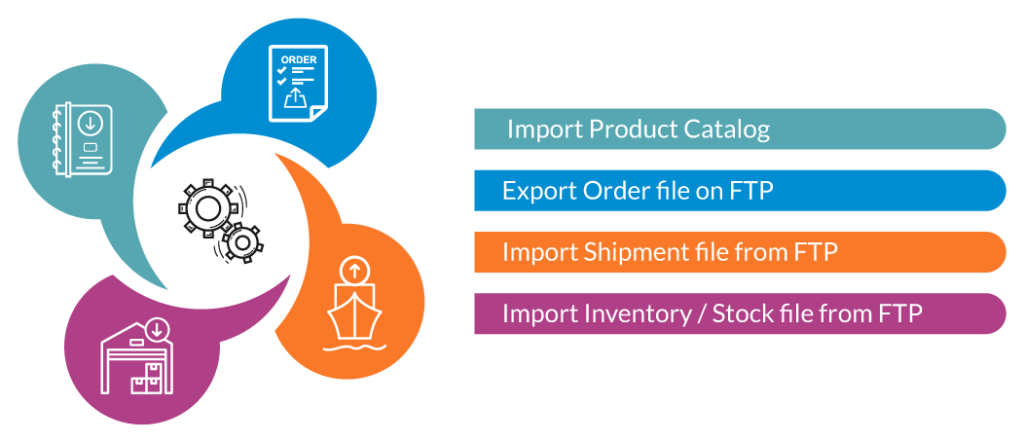 ORDER
Import Product Catalog
Export Order file on FTP
Import Shipment file from FTP
Import Inventory / Stock file from FTP